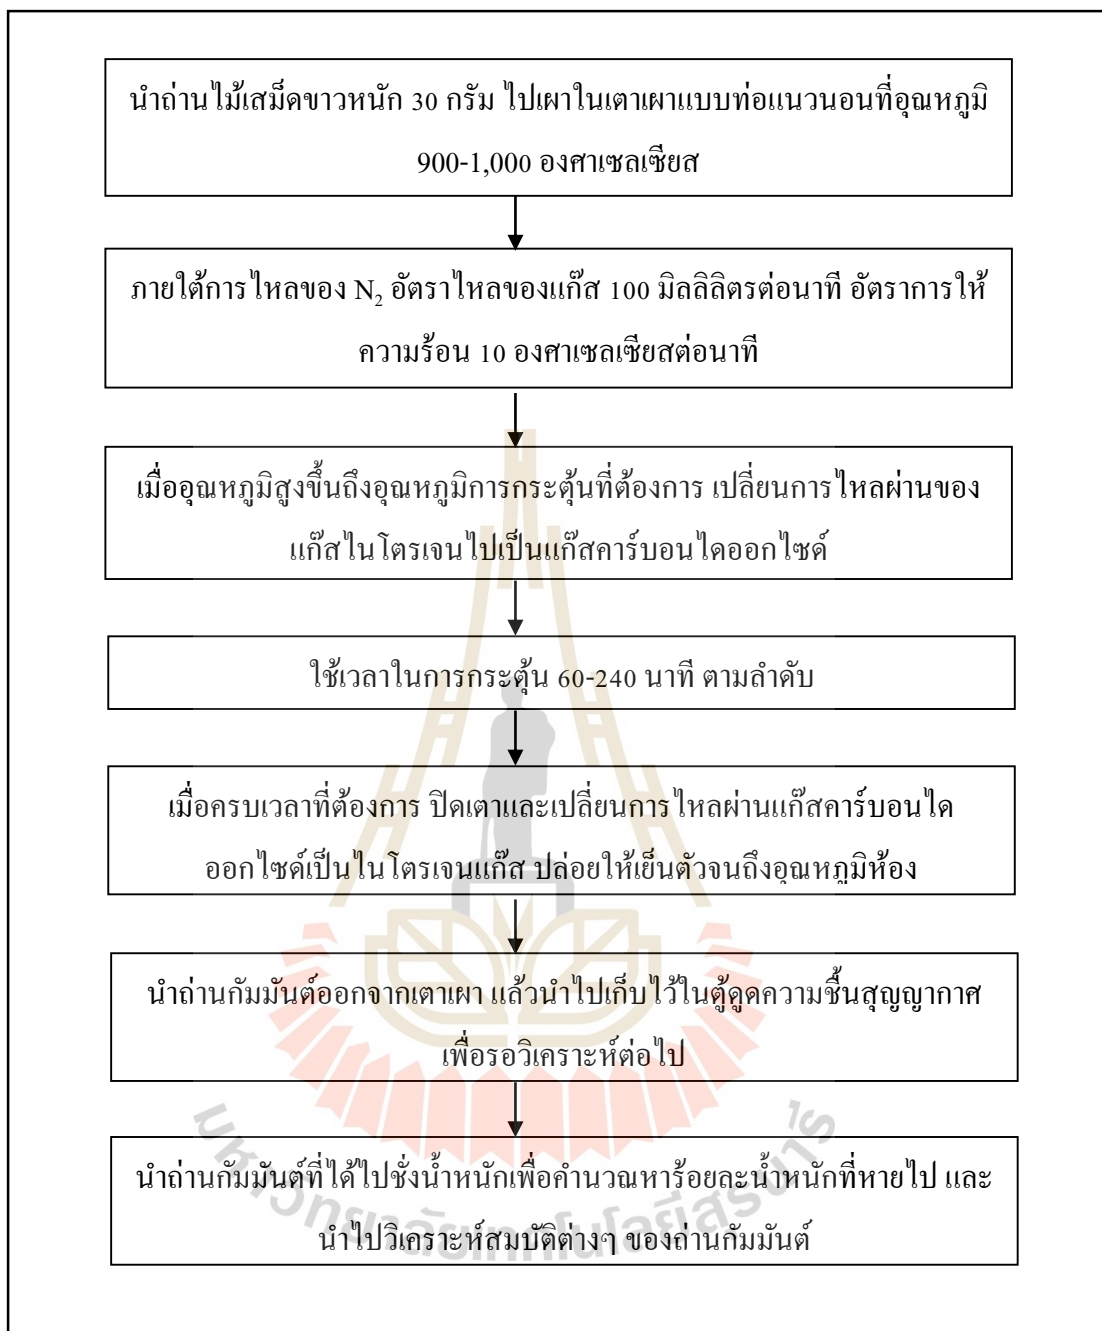 นำถ่านไม้เสม็ดขาวหนัก 30 กรัม ไปเผาในเตาเผาแบบท่อแนวนอนที่อุณหภูมิ
900-1,000 องศาเซลเซียส
ภายใต้การไหลของ N₂ อัตราไหลของแก๊ส 100 มิลลิลิตรต่อนาที อัตราการให้
ความร้อน 10 องศาเซลเซียสต่อนาที
เมื่ออุณหภูมิสูงขึ้นถึงอุณหภูมิการกระตุ้นที่ต้องการ เปลี่ยนการไหลผ่านของ
แก๊สไนโตรเจนไปเป็นแก๊สคาร์บอนไดออกไซด์
ใช้เวลาในการกระตุ้น 60-240 นาที ตามลำดับ
เมื่อครบเวลาที่ต้องการ ปิดเตาและเปลี่ยนการไหลผ่านแก๊สคาร์บอนได
ออกไซด์เป็นไนโตรเจนแก๊ส ปล่อยให้เย็นตัวจนถึงอุณหภูมิห้อง
นำถ่านกัมมันต์ออกจากเตาเผา แล้วนำไปเก็บไว้ในตู้ดูดความชื้นสุญญากาศ
เพื่อรอวิเคราะห์ต่อไป
นำถ่านกัมมันต์ที่ได้ไปชั่งน้ำหนักเพื่อคำนวณหาร้อยละน้ำหนักที่หายไป และ
นำไปวิเคราะห์สมบัติต่างๆ ของถ่านกัมมันต์
มหาวิทยาลัยเทคโนโลยีสุรนารี